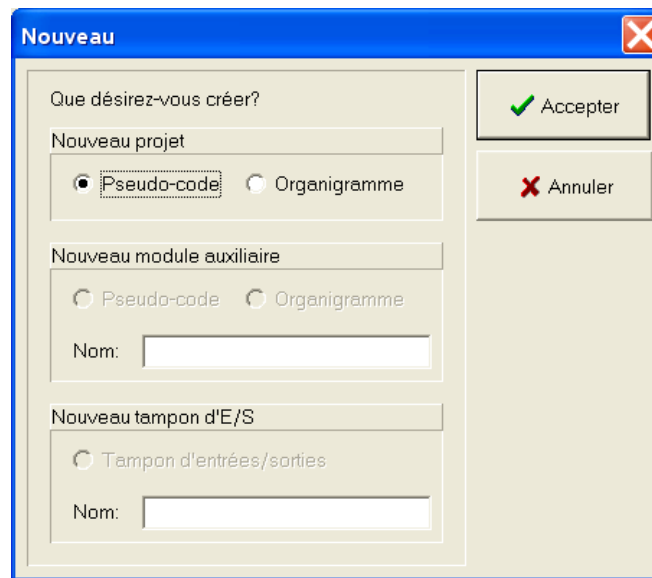 Nouveau
Que désirez-vous créer?
Accepter
Nouveau projet
Pseudo-code Organigramme
Annuler
Nouveau module auxiliaire
Pseudo-code Organigramme
Nom:
Nouveau tampon d'E/S
Tampon d'entrées/sorties
Nom: